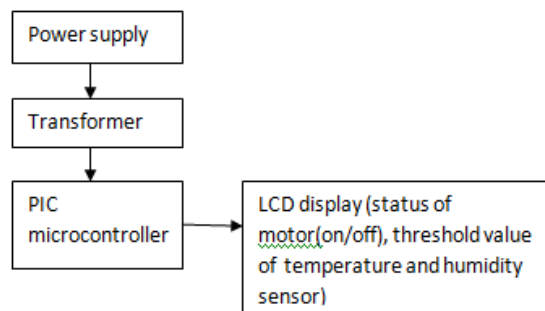 Power supply
Transformer
PIC
microcontroller
LCD display (status of
motor(on/off), threshold value
of temperature and humidity
sensor)